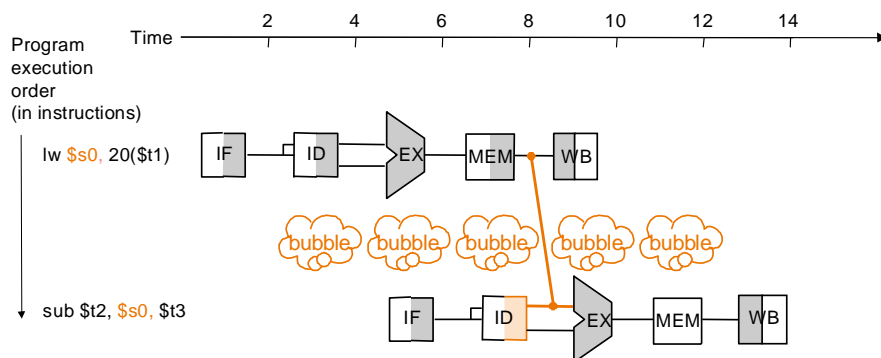 2 4 6 8 10 12 14
Time
Program
execution
order
(in instructions)
lw $s0, 20($t1)
IF ID EX MEM WB
bubble bubble bubble bubble bubble
sub $t2, $s0, $t3
IF ID EX MEM WB